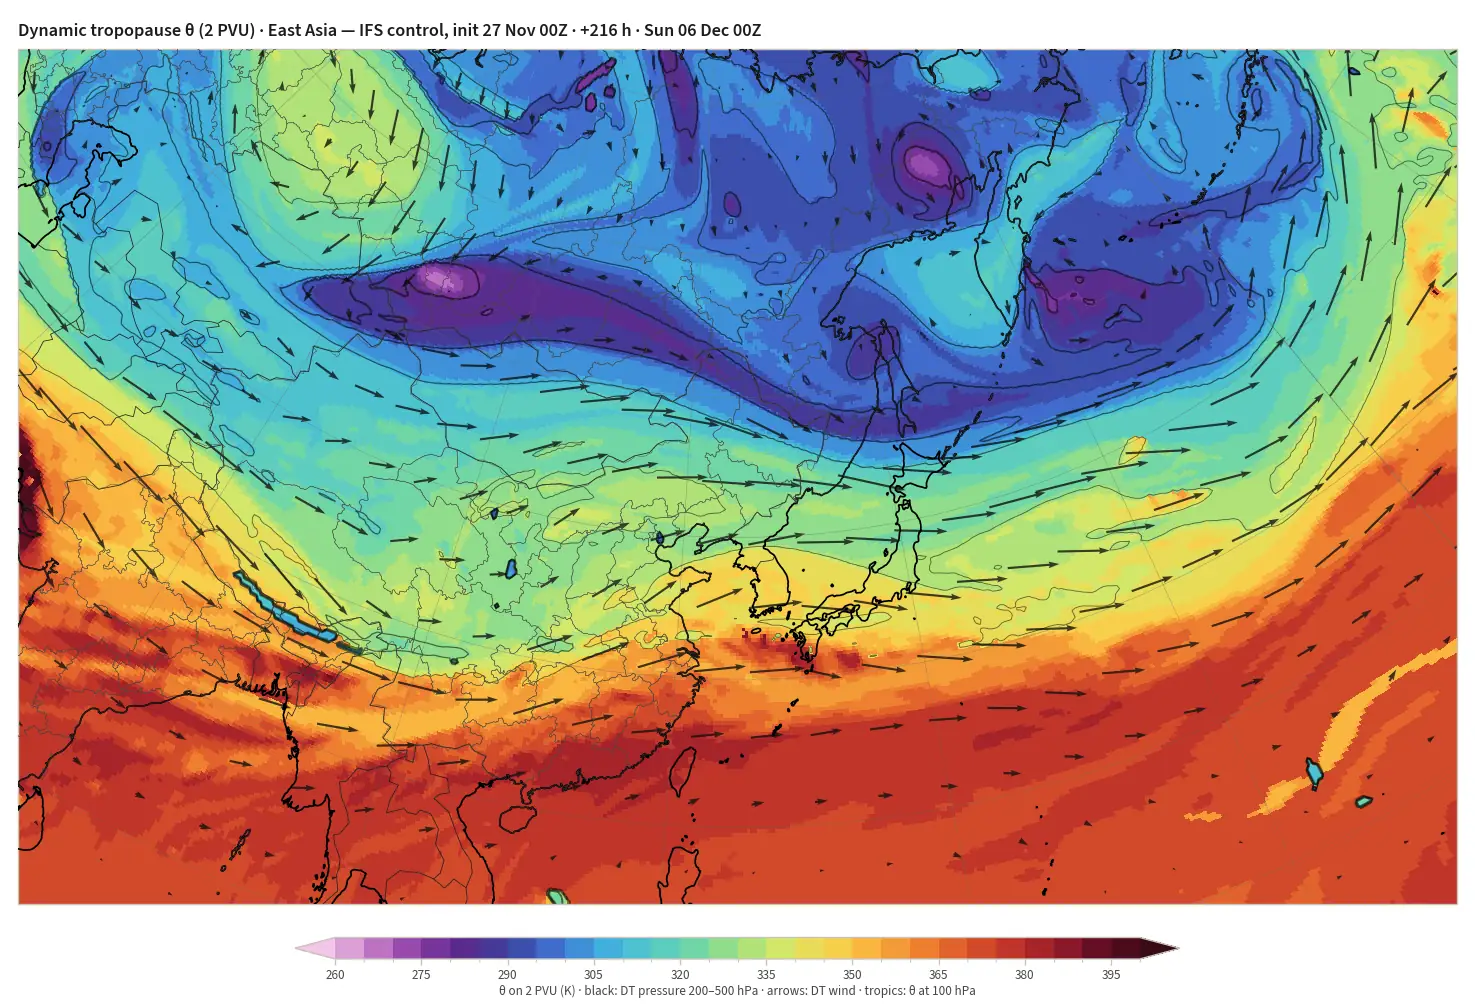 Dynamic tropopause θ (2 PVU) · East Asia — IFS control, init 27 Nov 00Z · +216 h · Sun 06 Dec 00Z
260 275 290 305 320 335 350 365 380 395
θ on 2 PVU (K) · black: DT pressure 200–500 hPa · arrows: DT wind · tropics: θ at 100 hPa